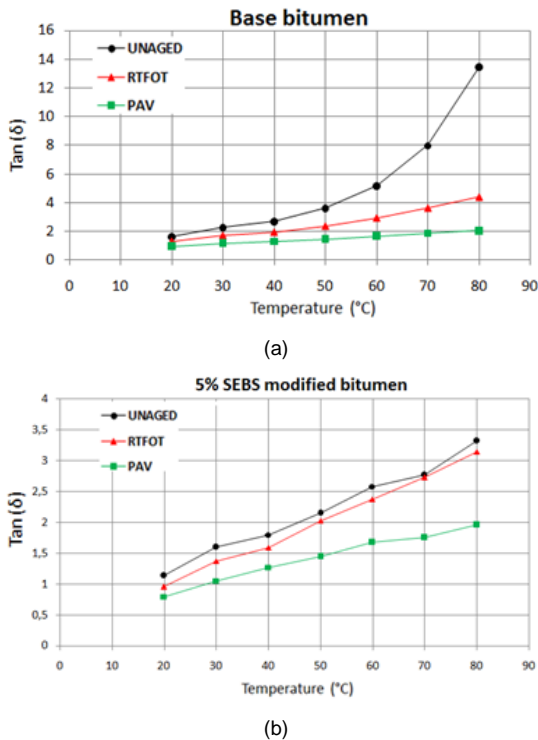 Base bitumen
16
14
12
10
8
6
4
2
0
Tan (δ)
UNAGED
RTFOT
PAV
0 10 20 30 40 50 60 70 80 90
Temperature (°C)
(a)
5% SEBS modified bitumen
4
3,5
3
2,5
2
1,5
1
0,5
0
Tan (δ)
UNAGED
RTFOT
PAV
0 10 20 30 40 50 60 70 80 90
Temperature (°C)
(b)